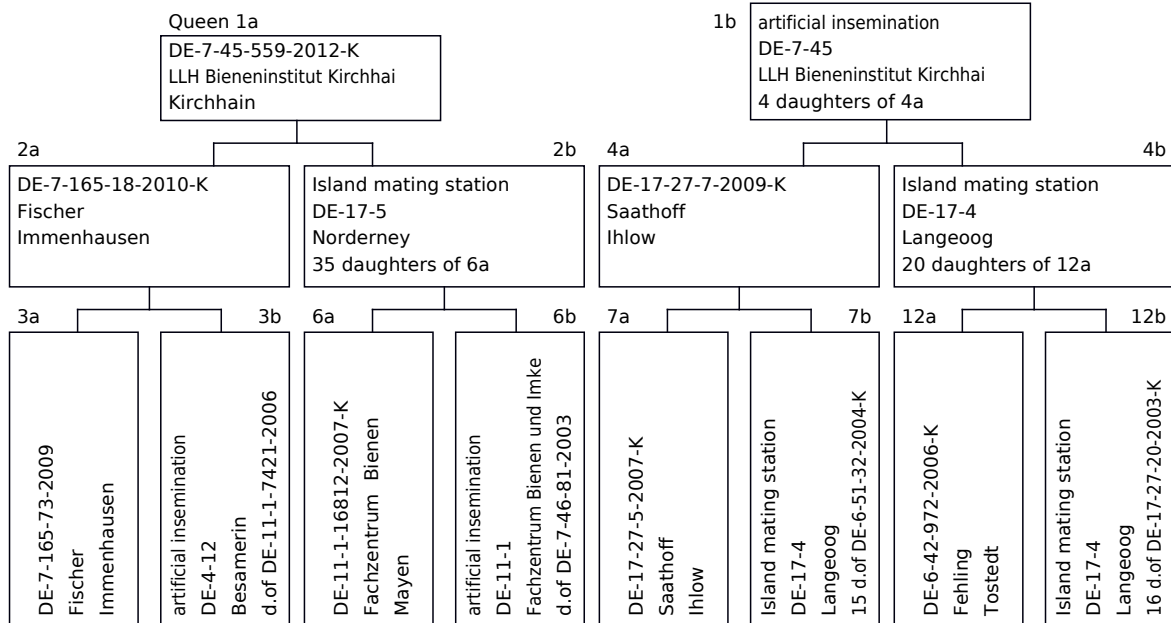 Queen 1a
DE-7-45-559-2012-K
LLH Bieneninstitut Kirchhai
Kirchhain
1b
artificial insemination
DE-7-45
LLH Bieneninstitut Kirchhai
4 daughters of 4a
2a
DE-7-165-18-2010-K
Fischer
Immenhausen
2b
Island mating station
DE-17-5
Norderney
35 daughters of 6a
4a
DE-17-27-7-2009-K
Saathoff
Ihlow
4b
Island mating station
DE-17-4
Langeoog
20 daughters of 12a
3a
DE-7-165-73-2009
Fischer
Immenhausen
3b
artificial insemination
DE-4-12
Besamerin
d.of DE-11-1-7421-2006
6a
DE-11-1-16812-2007-K
Fachzentrum Bienen
Mayen
6b
artificial insemination
DE-11-1
Fachzentrum Bienen und Imke
d.of DE-7-46-81-2003
7a
DE-17-27-5-2007-K
Saathoff
Ihlow
7b
Island mating station
DE-17-4
Langeoog
15 d.of DE-6-51-32-2004-K
12a
DE-6-42-972-2006-K
Fehling
Tostedt
12b
Island mating station
DE-17-4
Langeoog
16 d.of DE-17-27-20-2003-K